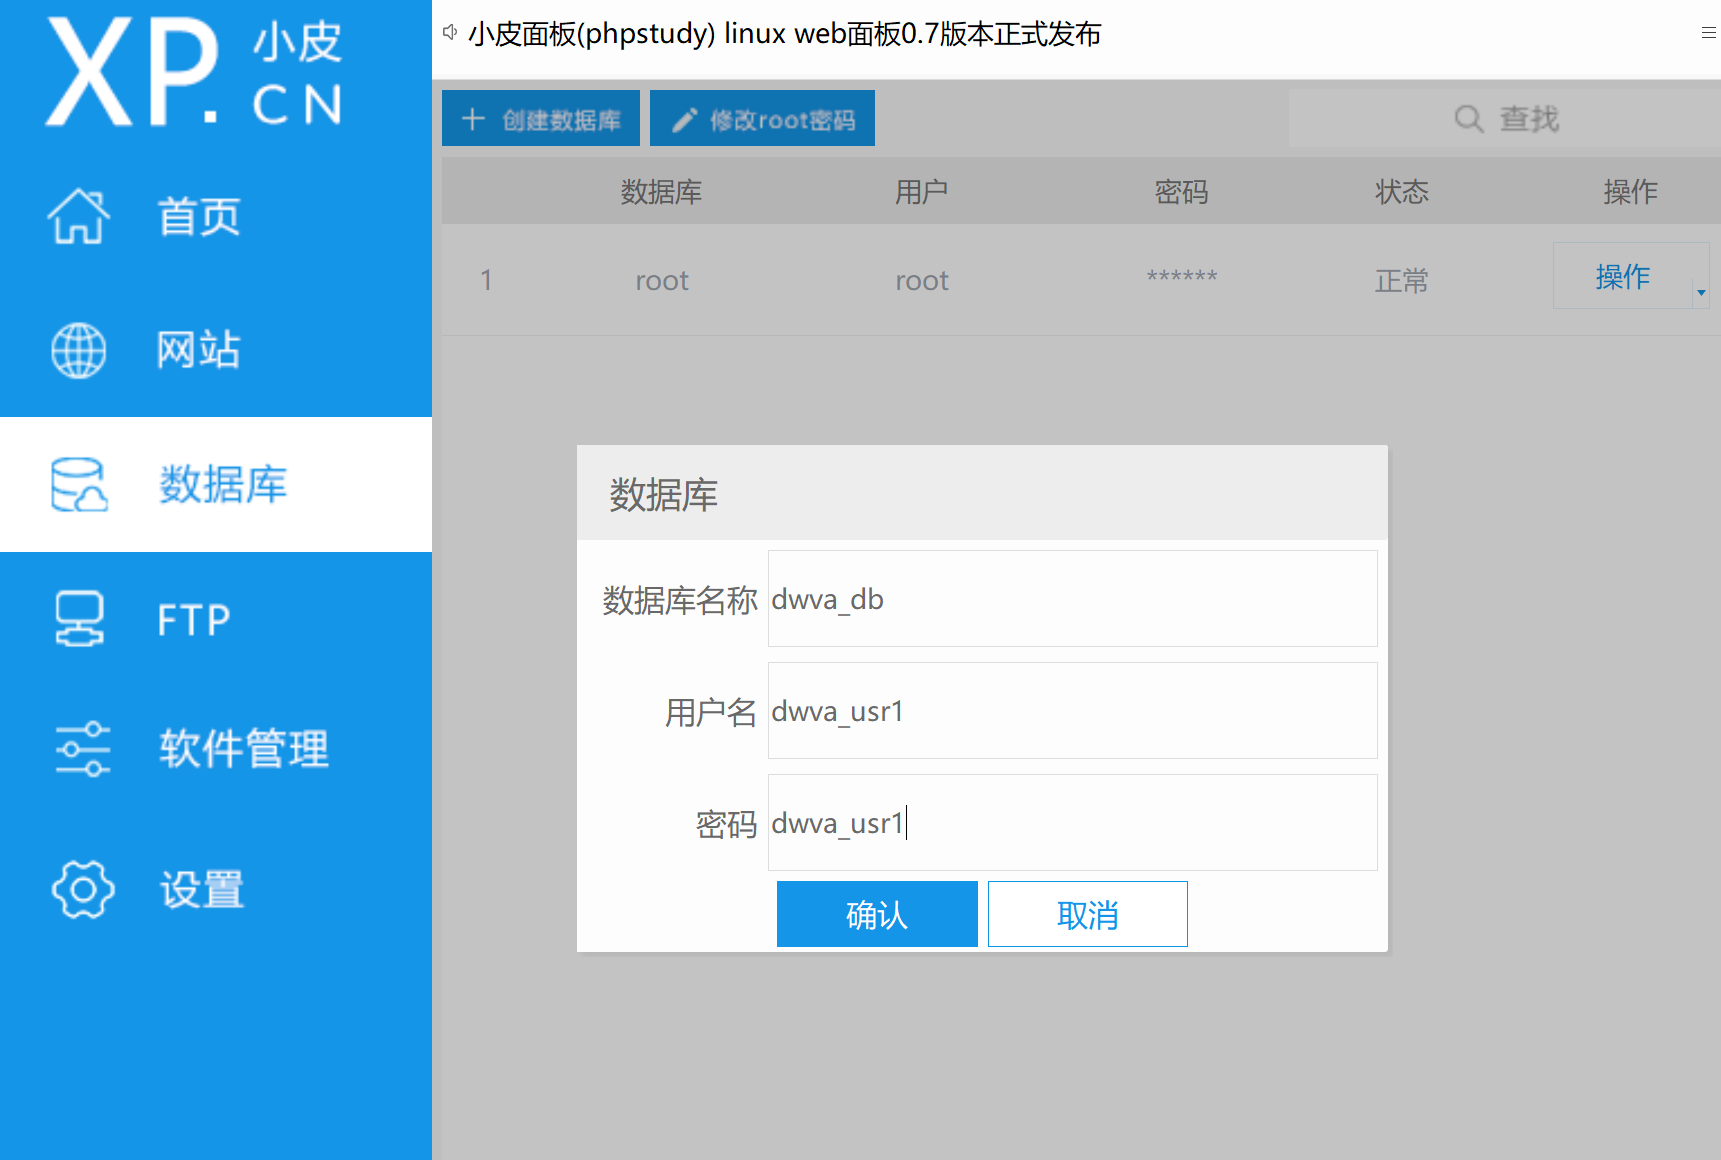 XP.小皮
CN
首页
网站
数据库
FTP
软件管理
设置
小皮面板(phpstudy) linux web面板0.7版本正式发布
创建数据库 修改root密码 查找
数据库 用户 密码 状态 操作
1 root root ****** 正常 操作
数据库
数据库名称 dwva_db
用户名 dwva_usr1
密码 dwva_usr1
确认 取消